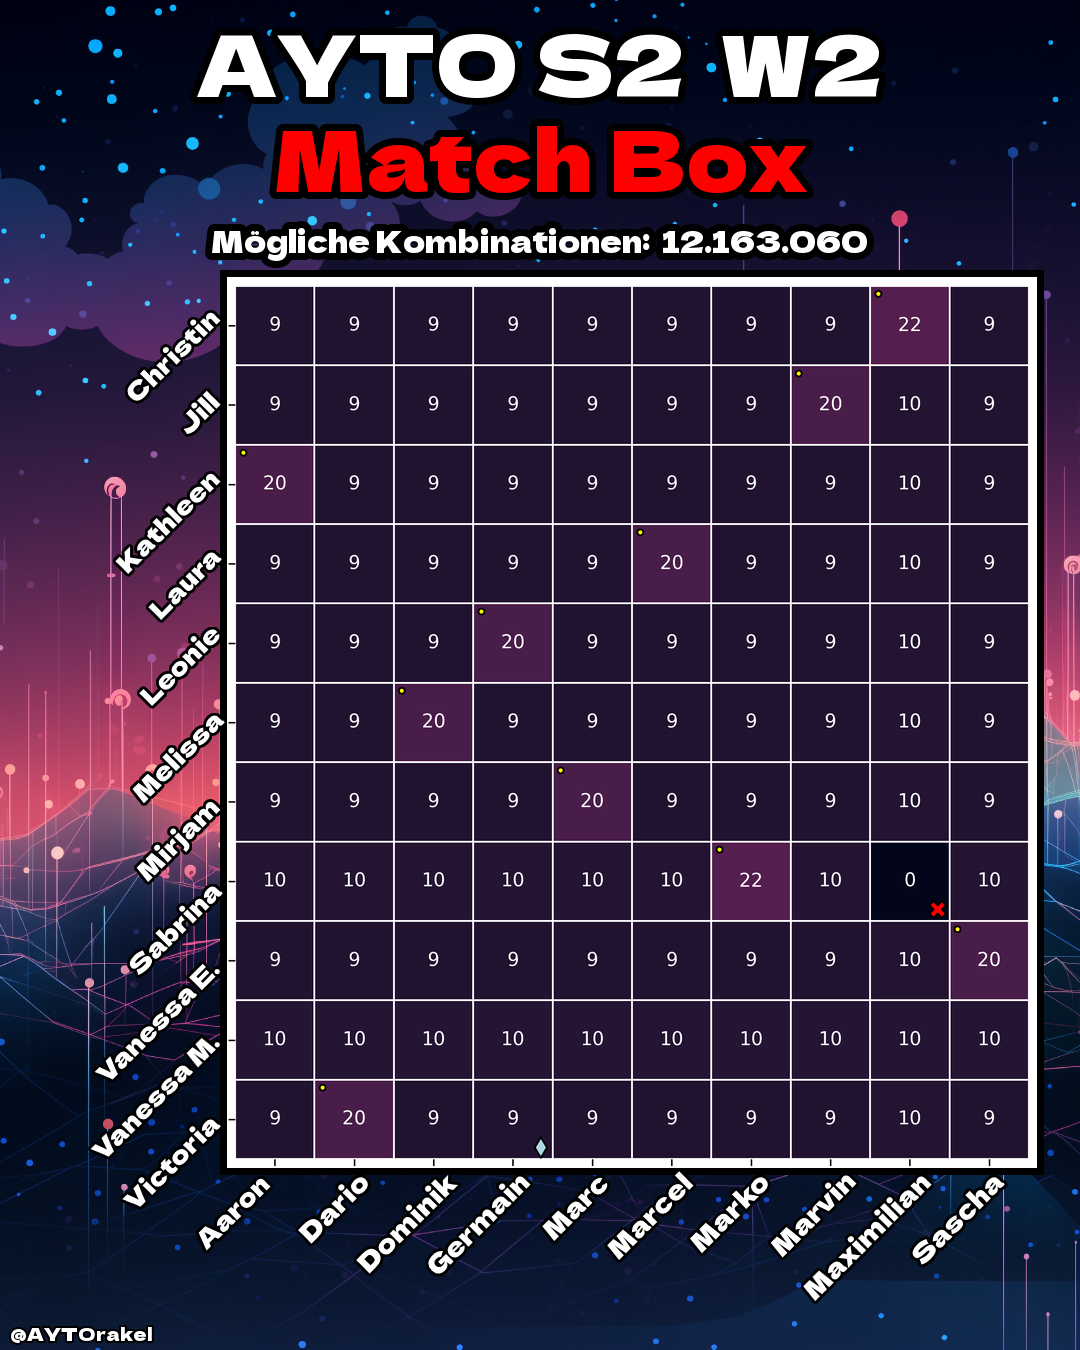 AYTO S2 W2
Match Box
Mögliche Kombinationen: 12.163.060
Christin 9 9 9 9 9 9 9 9 22 9
Jill 9 9 9 9 9 9 9 20 10 9
Kathleen 20 9 9 9 9 9 9 9 10 9
Laura 9 9 9 9 9 20 9 9 10 9
Leonie 9 9 9 20 9 9 9 9 10 9
Melissa 9 9 20 9 9 9 9 9 10 9
Mirjam 9 9 9 9 20 9 9 9 10 9
Sabrina 10 10 10 10 10 10 22 10 0 10
Vanessa E. 9 9 9 9 9 9 9 9 10 20
Vanessa M. 10 10 10 10 10 10 10 10 10 10
Victoria 9 20 9 9 9 9 9 9 10 9
Aaron Dario Dominik Germain Marc Marcel Marko Marvin Maximilian Sascha
@AYTOrakel